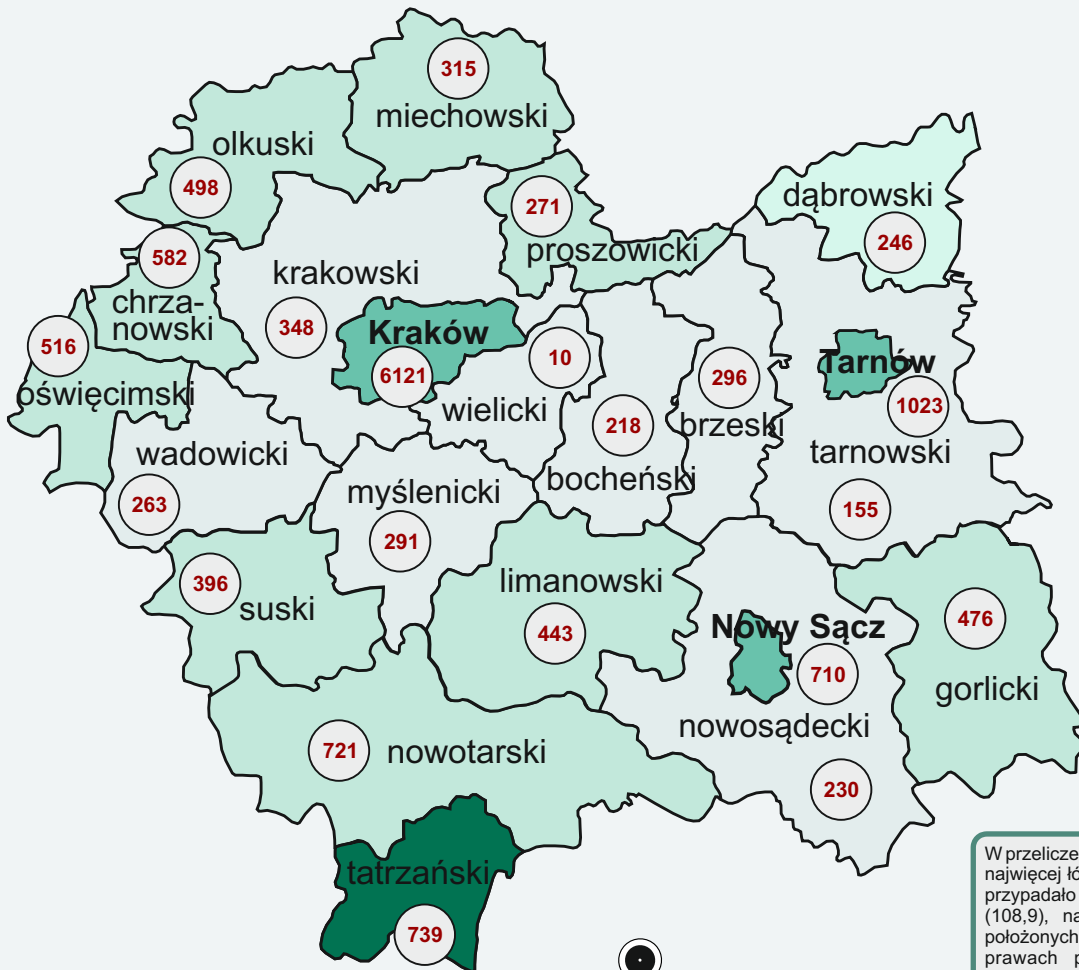 315
miechowski
olkuski
498
271
proszowicki
dąbrowski
246
582
chrza-
nowski
krakowski
348
Kraków
6121
10
wielicki
516
oświęcimski
296
brzeski
Tarnów
1023
tarnowski
155
218
bocheński
wadowicki
263
myślenicki
291
396
suski
limanowski
443
Nowy Sącz
710
nowosądecki
230
476
gorlicki
721
nowotarski
tatrzański
739
W przelicze
najwięcej łó
przypadało
(108,9), na
położonych
prawach p